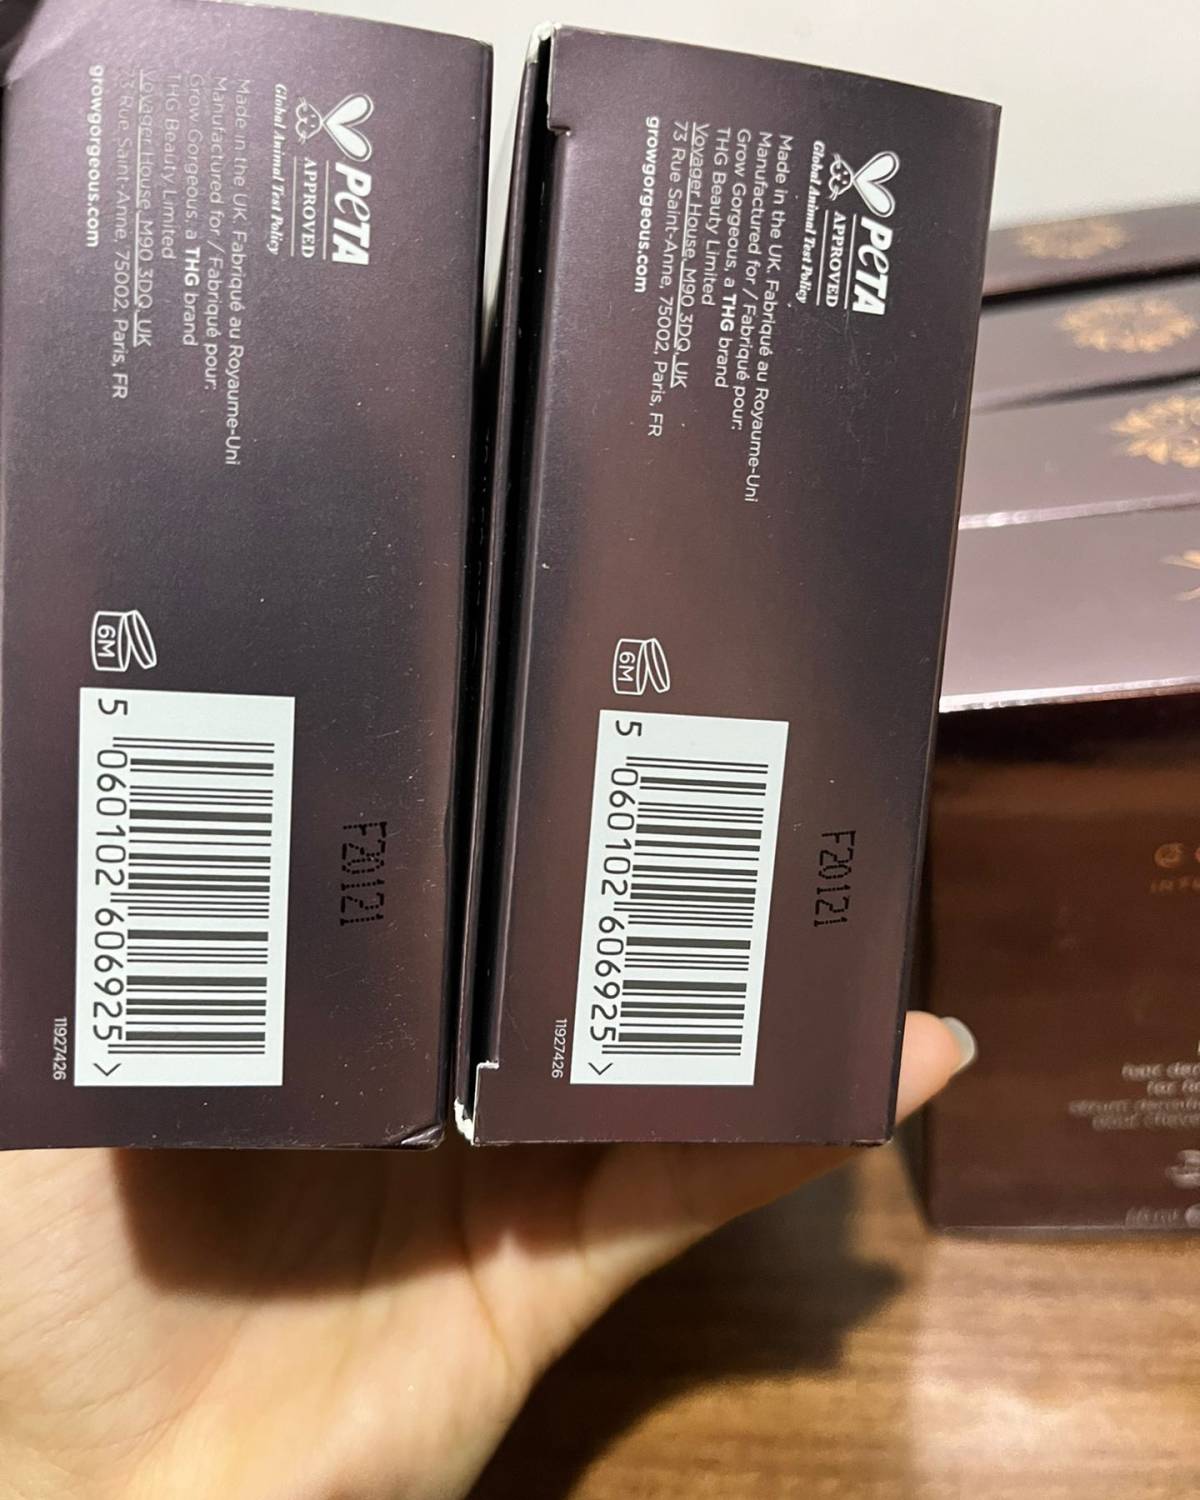 PETA
APPROVED
Global Animal Test Policy
Made in the UK. Fabriqué au Royaume-Uni
Manufactured for / Fabriqué pour:
Grow Gorgeous, a THG brand
THG Beauty Limited
Voyager House, M90 3DQ, UK
73 Rue Saint-Anne, 75002, Paris, FR
growgorgeous.com
6M
5 060102 606925 >
F20121
11927426
PETA
APPROVED
Global Animal Test Policy
Made in the UK. Fabriqué au Royaume-Uni
Manufactured for / Fabriqué pour:
Grow Gorgeous, a THG brand
THG Beauty Limited
Voyager House, M90 3DQ, UK
73 Rue Saint-Anne, 75002, Paris, FR
growgorgeous.com
6M
5 060102 606925 >
F20121
11927426